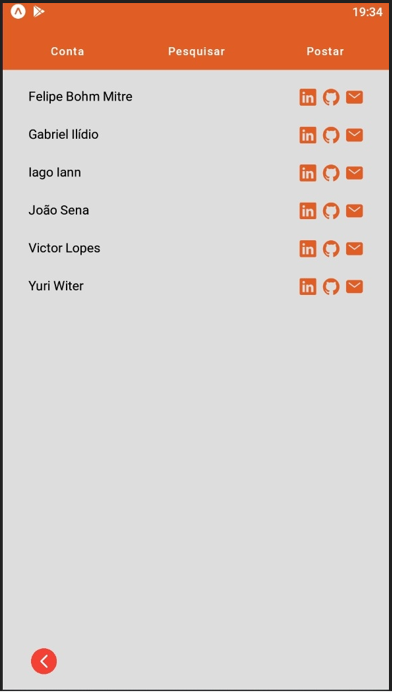 19:34
Conta Pesquisar Postar
Felipe Bohm Mitre in
Gabriel Ilídio in
Iago Iann in
João Sena in
Victor Lopes in
Yuri Witer in